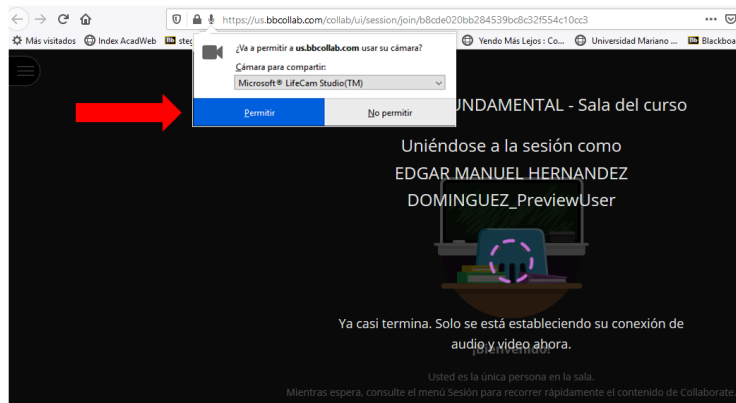 https://us.bbcollab.com/collab/ui/session/join/b8cde020bb284539bc8c32f554c10cc3
Más visitados Index AcadWeb Yendo Más Lejos : Co... Universidad Mariano ... Blackboa
¿Va a permitir a us.bbcollab.com usar su cámara?
Cámara para compartir:
Microsoft® LifeCam Studio(TM)
Permitir No permitir
NDAMENTAL - Sala del curso
Uniéndose a la sesión como
EDGAR MANUEL HERNANDEZ
DOMINGUEZ_PreviewUser
Ya casi termina. Solo se está estableciendo su conexión de
audio y video ahora.
¡Bienvenido!
Usted es la única persona en la sala.
Mientras espera, consulte el menú Sesión para recorrer rápidamente el contenido de Collaborate.